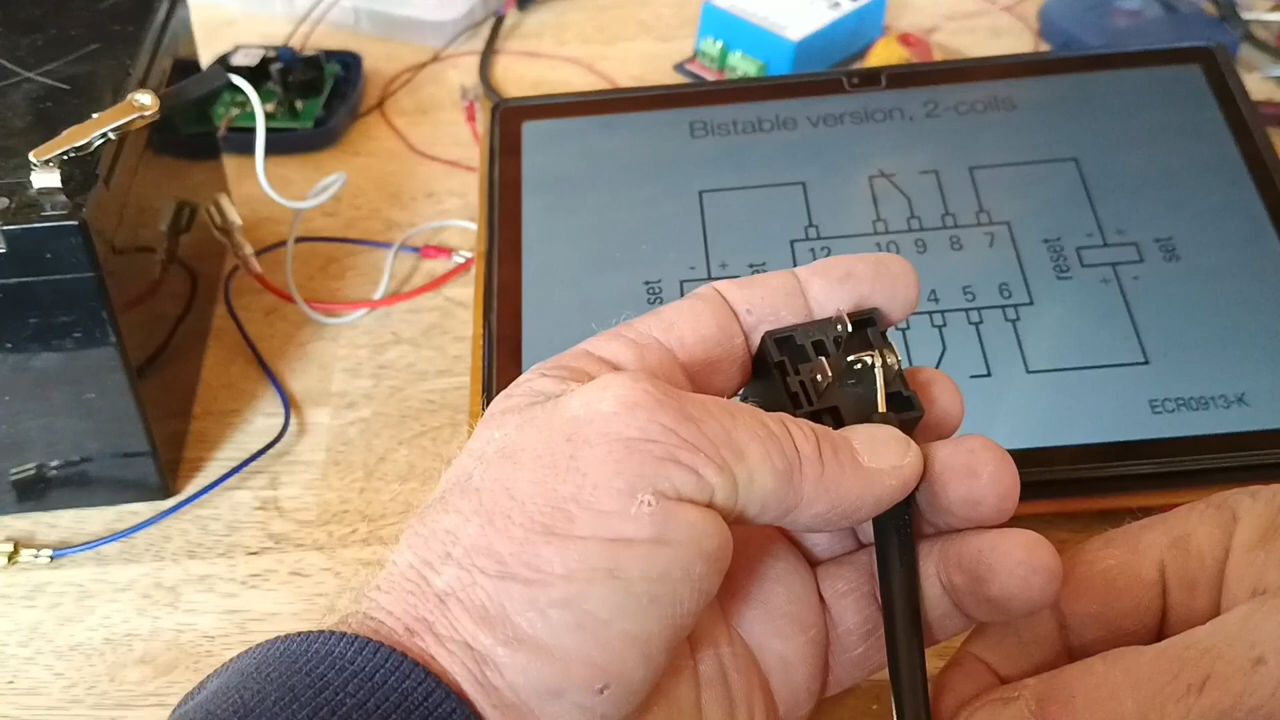 Bistable version, 2-coils
12 10 9 8 7
set
reset
set
4 5 6
- +
- +
+ -
ECR0913-K